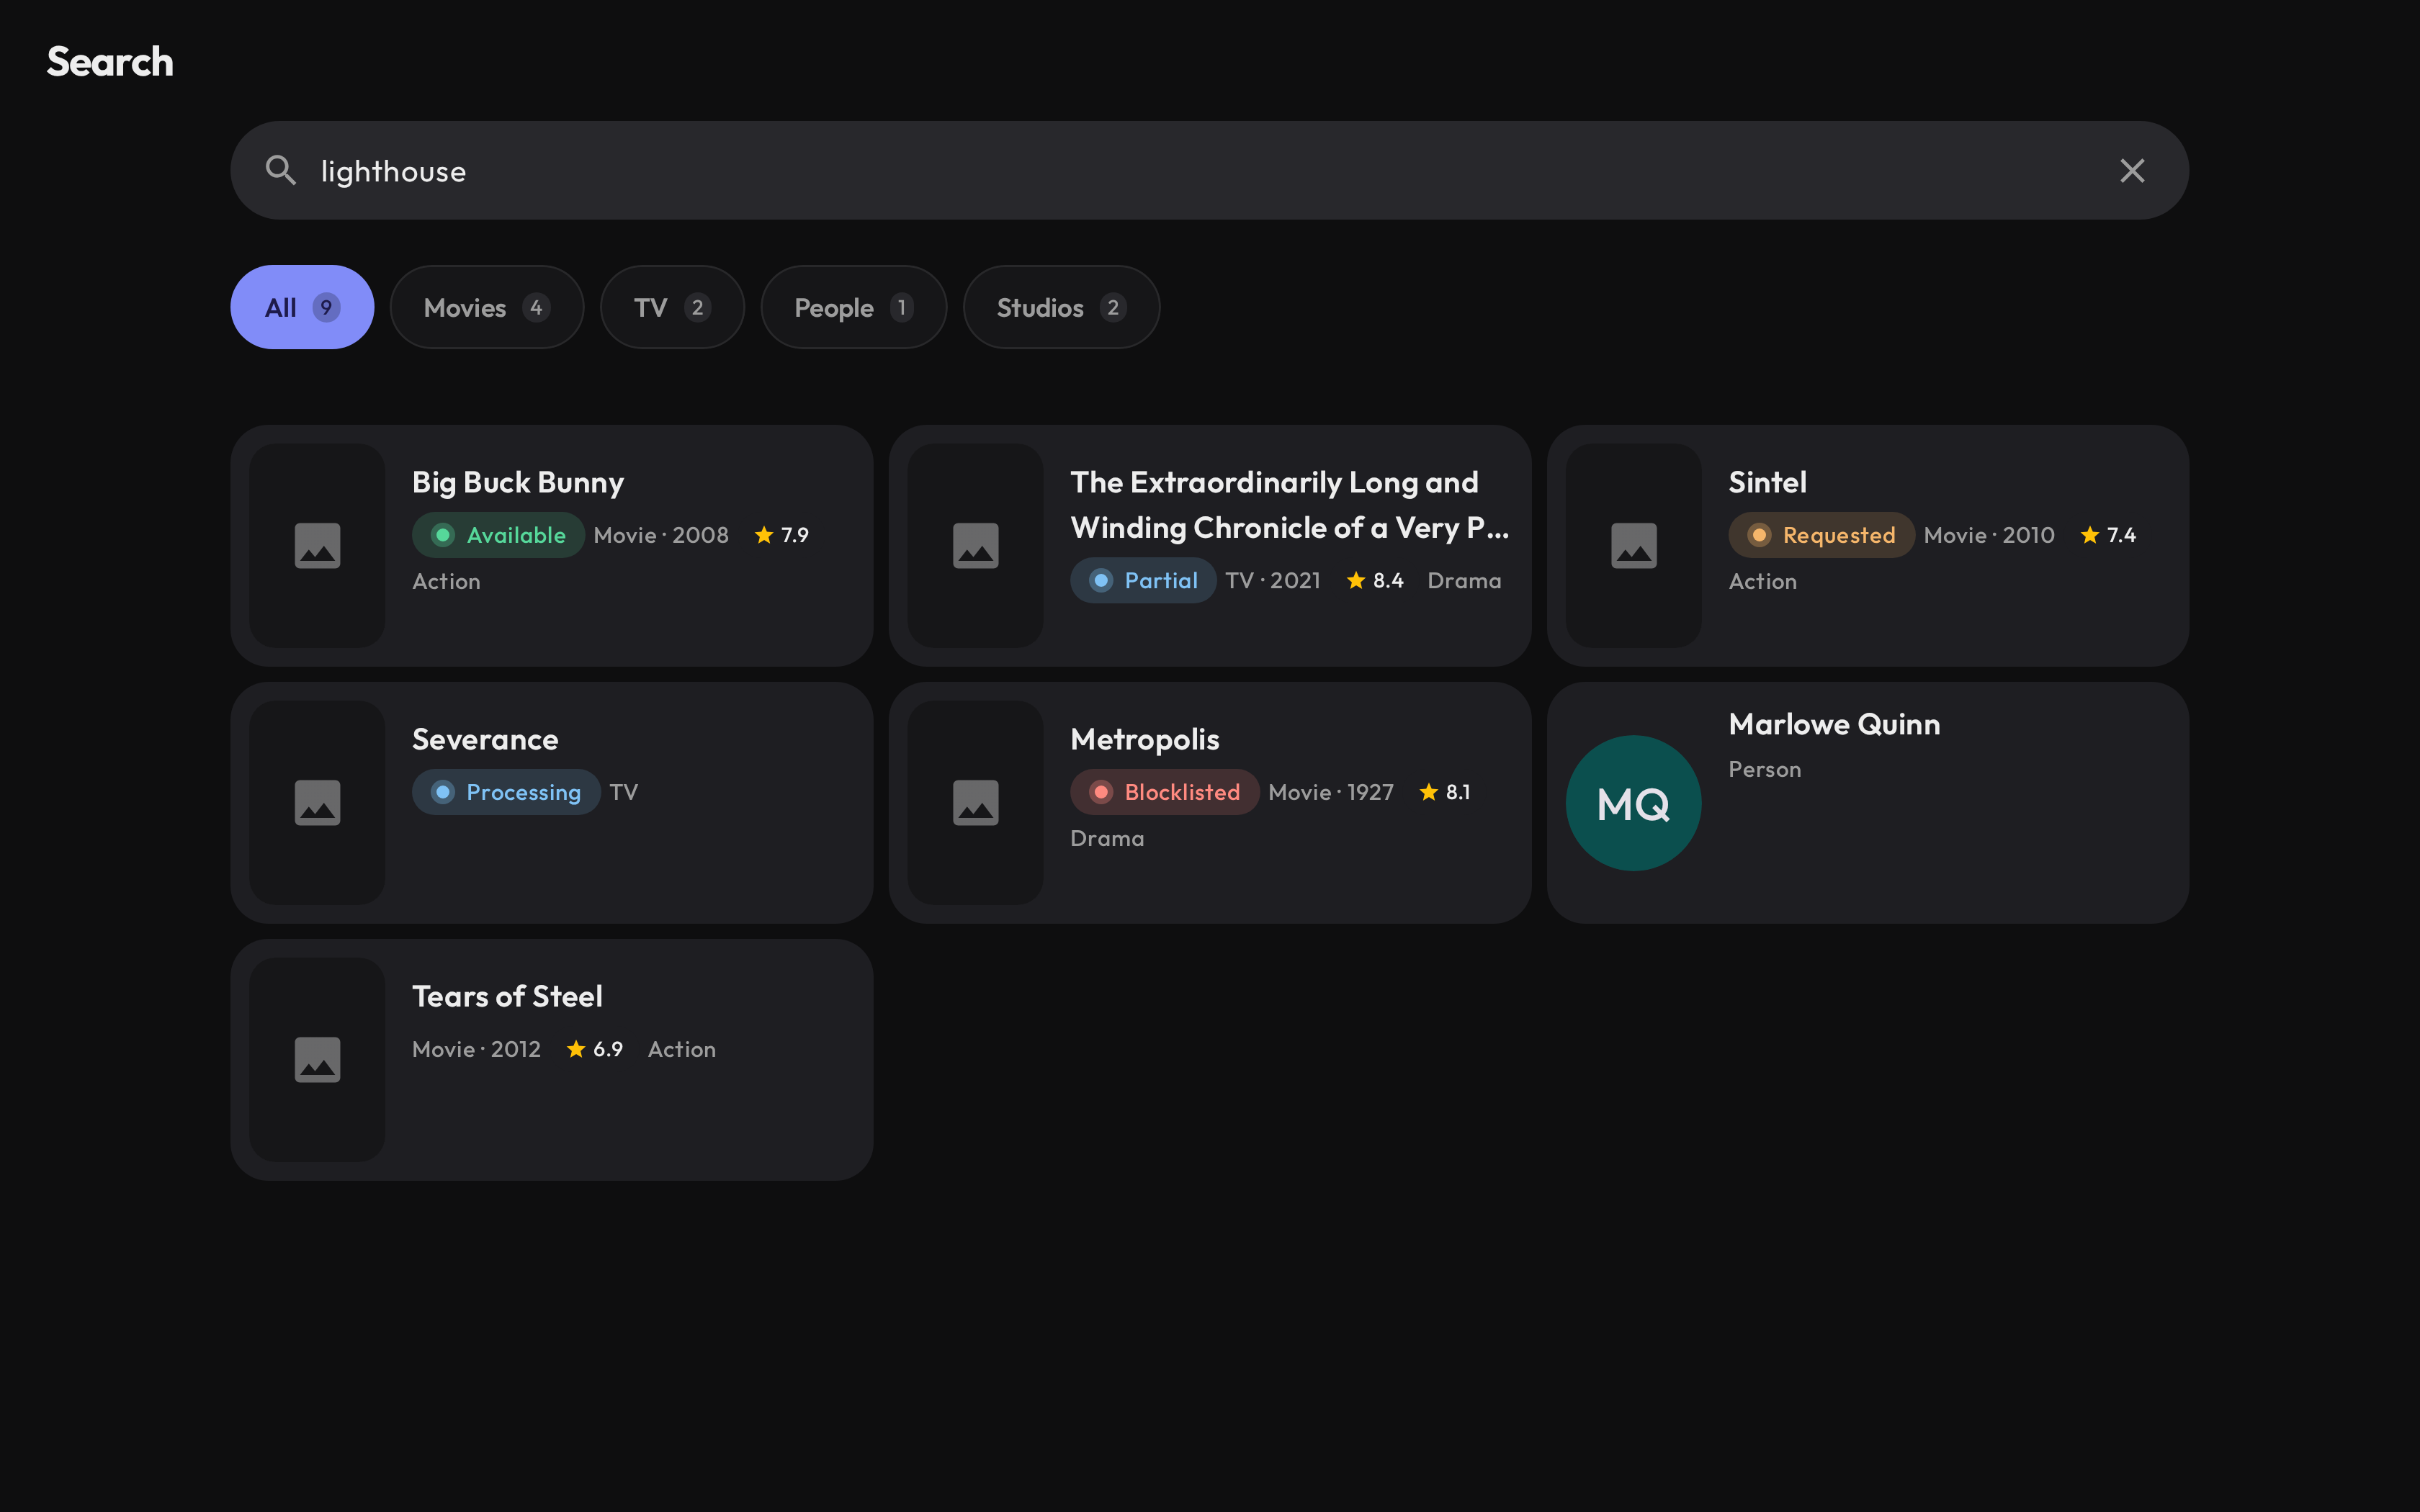 Search
lighthouse
All 9 Movies 4 TV 2 People 1 Studios 2
Big Buck Bunny
Available Movie · 2008 7.9
Action
The Extraordinarily Long and
Winding Chronicle of a Very P...
Partial TV · 2021 8.4 Drama
Sintel
Requested Movie · 2010 7.4
Action
Severance
Processing TV
Metropolis
Blocklisted Movie · 1927 8.1
Drama
MQ
Marlowe Quinn
Person
Tears of Steel
Movie · 2012 6.9 Action